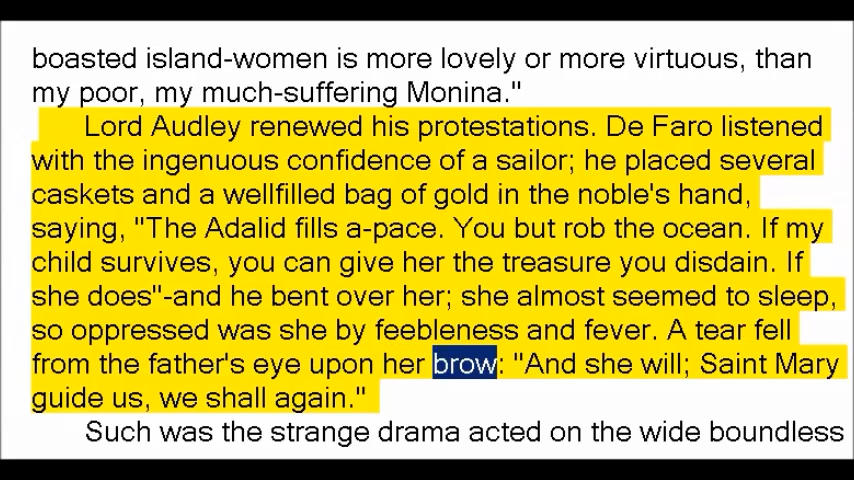 boasted island-women is more lovely or more virtuous, than
my poor, my much-suffering Monina."
Lord Audley renewed his protestations. De Faro listened
with the ingenuous confidence of a sailor; he placed several
caskets and a wellfilled bag of gold in the noble's hand,
saying, "The Adalid fills a-pace. You but rob the ocean. If my
child survives, you can give her the treasure you disdain. If
she does"-and he bent over her; she almost seemed to sleep,
so oppressed was she by feebleness and fever. A tear fell
from the father's eye upon her brow: "And she will; Saint Mary
guide us, we shall again."
Such was the strange drama acted on the wide boundless